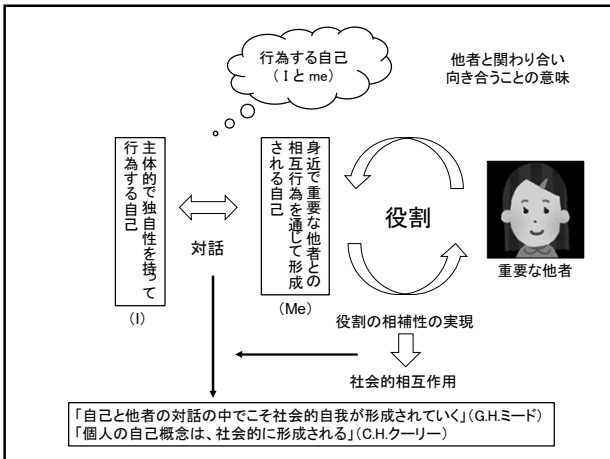 行為する自己
(Ⅰと me)
他者と関わり合い
向き合うことの意味
主体的で独自性を持って
行為する自己
(I)
対話
身近で重要な他者との
相互行為を通じて形成
される自己
(Me)
役割
重要な他者
役割の相補性の実現
社会的相互作用
「自己と他者の対話の中でこそ社会的自我が形成されていく」(G.H.ミード)
「個人の自己概念は、社会的に形成される」(C.H.クーリー)